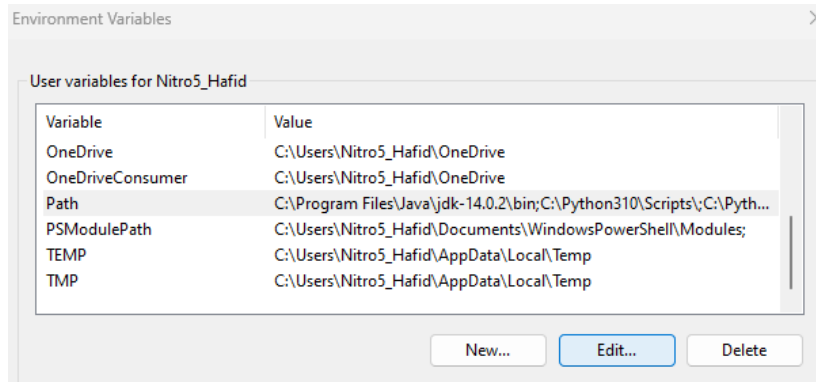 Environment Variables
User variables for Nitro5_Hafid
Variable Value
OneDrive C:\Users\Nitro5_Hafid\OneDrive
OneDriveConsumer C:\Users\Nitro5_Hafid\OneDrive
Path C:\Program Files\Java\jdk-14.0.2\bin;C:\Python310\Scripts\;C:\Pyth...
PSModulePath C:\Users\Nitro5_Hafid\Documents\WindowsPowerShell\Modules;
TEMP C:\Users\Nitro5_Hafid\AppData\Local\Temp
TMP C:\Users\Nitro5_Hafid\AppData\Local\Temp
New... Edit... Delete